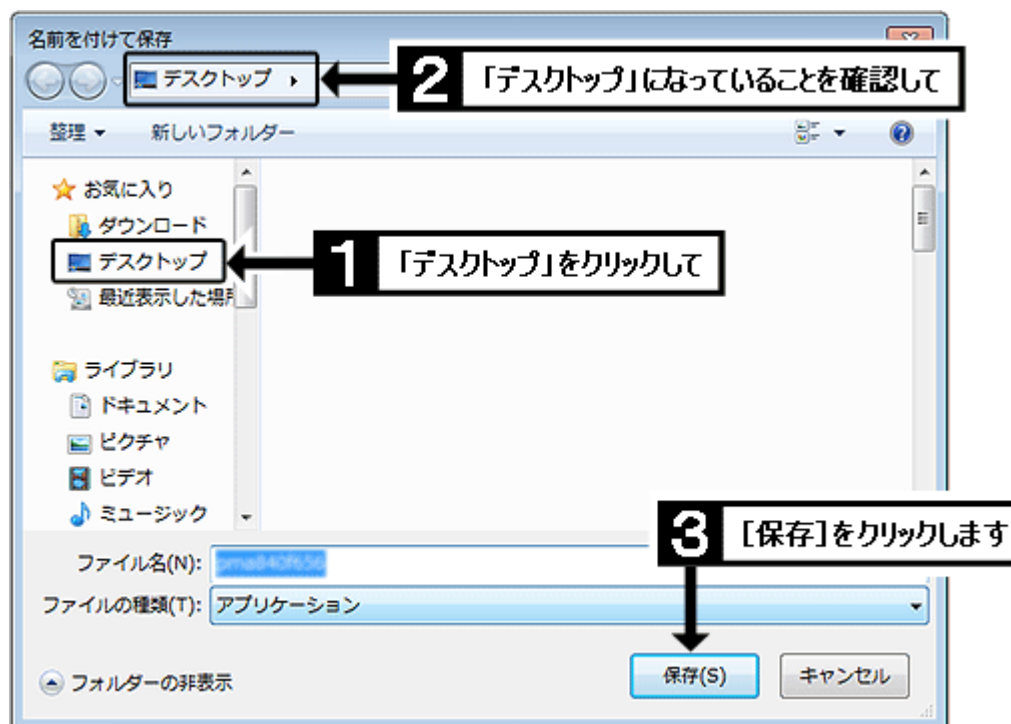 名前を付けて保存
デスクトップ
2 「デスクトップ」になっていることを確認して
整理 新しいフォルダー
お気に入り
ダウンロード
デスクトップ
1 「デスクトップ」をクリックして
最近表示した場所
ライブラリ
ドキュメント
ピクチャ
ビデオ
ミュージック
3 [保存]をクリックします
ファイル名(N):
ファイルの種類(T): アプリケーション
フォルダーの非表示
保存(S) キャンセル